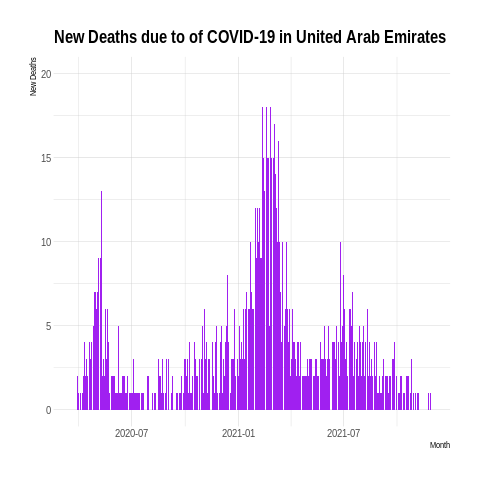 New Deaths due to of COVID-19 in United Arab Emirates
New Deaths
20
15
10
5
0
2020-07 2021-01 2021-07
Month